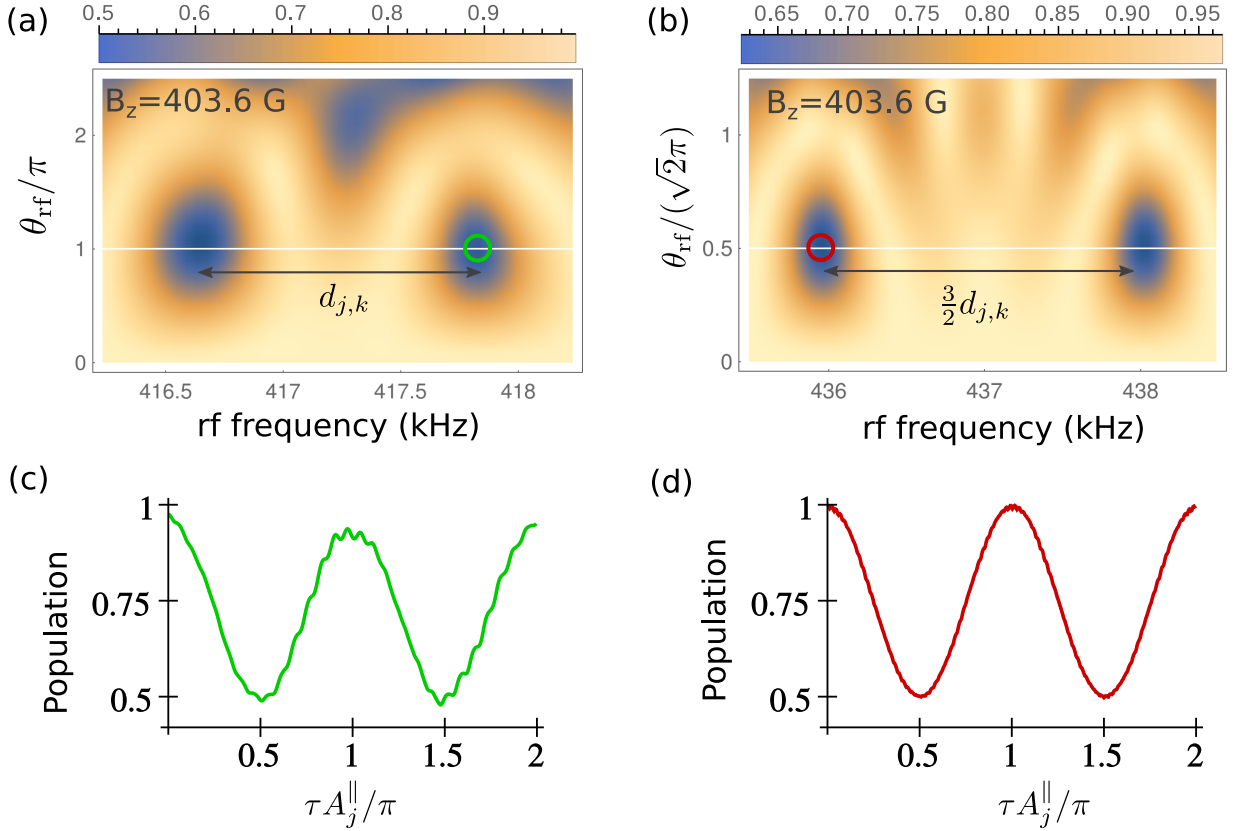 (a)
0.5 0.6 0.7 0.8 0.9
B_z=403.6 G
θ_rf/π
2
1
0
d_{j,k}
416.5 417 417.5 418
rf frequency (kHz)
(b)
0.65 0.70 0.75 0.80 0.85 0.90 0.95
B_z=403.6 G
θ_rf/(√2π)
1
0.5
0
3/2 d_{j,k}
436 437 438
rf frequency (kHz)
(c)
Population
1
0.75
0.5
0.5 1 1.5 2
τA_j^∥/π
(d)
Population
1
0.75
0.5
0.5 1 1.5 2
τA_j^∥/π